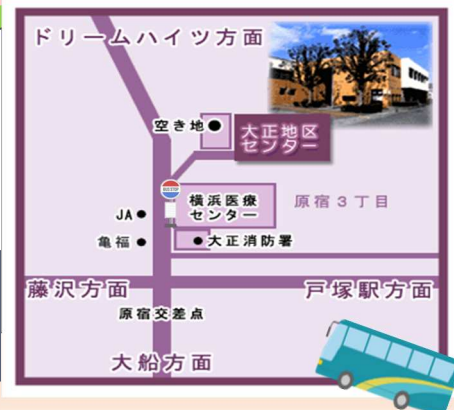 ドリームハイツ方面
空き地●
大正地区
センター
横浜医療
センター
原宿3丁目
JA●
亀福●
●大正消防署
藤沢方面
戸塚駅方面
原宿交差点
大船方面